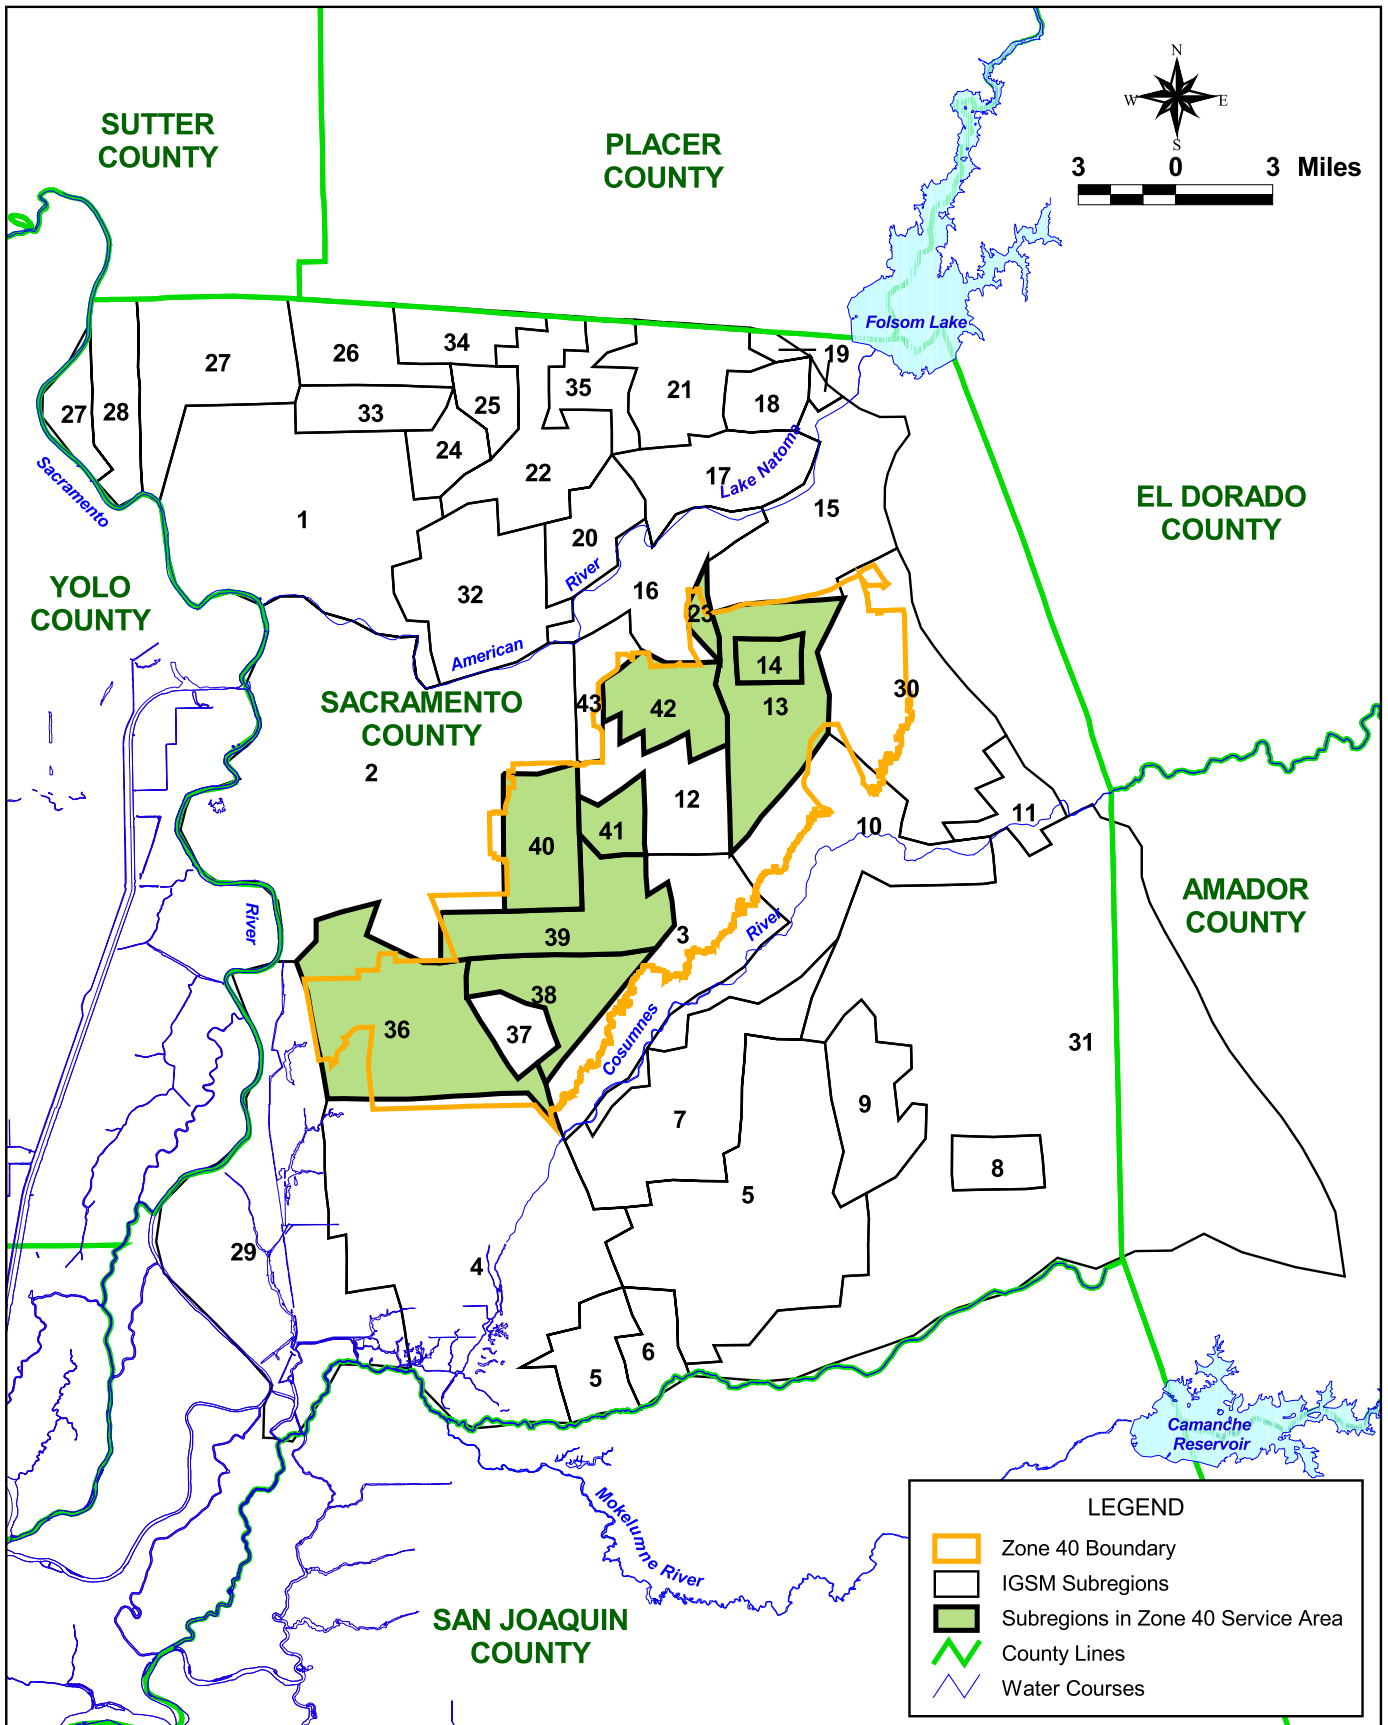 N
W E
S
3 0 3 Miles
SUTTER
COUNTY
PLACER
COUNTY
Folsom Lake
34
26
27
19
35
21
18
27
28
33
25
24
22
17
Lake Natoma
Sacramento
1
15
EL DORADO
COUNTY
20
River
YOLO
COUNTY
32
16
23
American
14
SACRAMENTO
COUNTY
43
42
13
30
2
12
11
10
41
40
AMADOR
COUNTY
River
39
3
River
38
36
37
Cosumnes
31
9
7
8
5
29
4
6
5
Camanche
Reservoir
Mokelumne River
SAN JOAQUIN
COUNTY
LEGEND
Zone 40 Boundary
IGSM Subregions
Subregions in Zone 40 Service Area
County Lines
Water Courses